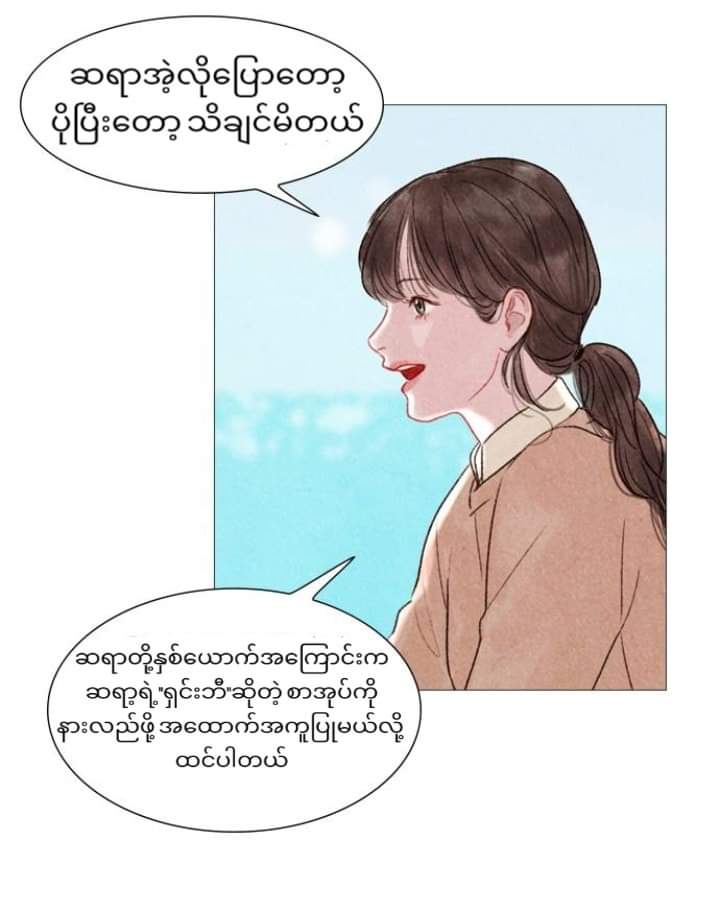 ဆရာအဲ့လိုပြောတော့
ပိုပြီးတော့ သိချင်မိတယ်
ဆရာတို့နှစ်ယောက်အကြောင်းက
ဆရာ့ရဲ့"ရှင်းဘီ"ဆိုတဲ့ စာအုပ်ကို
နားလည်ဖို့ အထောက်အကူပြုမယ်လို့
ထင်ပါတယ်